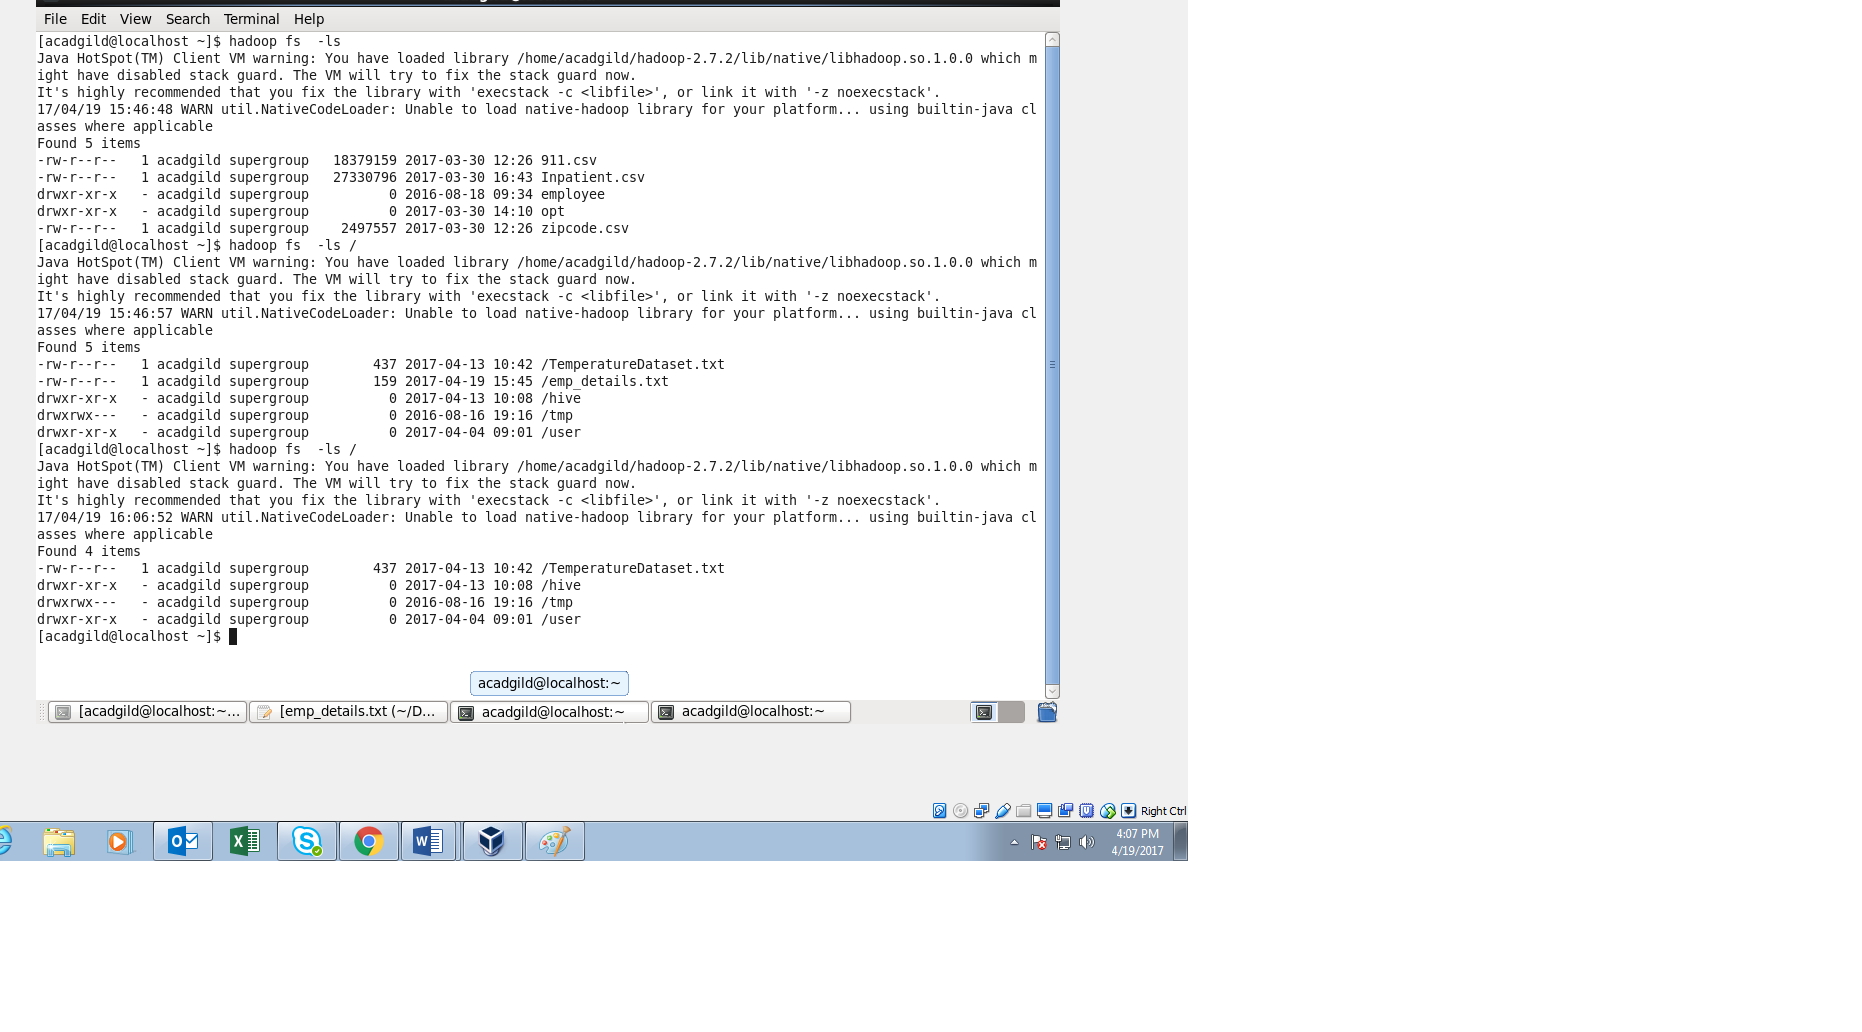 File Edit View Search Terminal Help
[acadgild@localhost ~]$ hadoop fs  -ls
Java HotSpot(TM) Client VM warning: You have loaded library /home/acadgild/hadoop-2.7.2/lib/native/libhadoop.so.1.0.0 which m
ight have disabled stack guard. The VM will try to fix the stack guard now.
It's highly recommended that you fix the library with 'execstack -c <libfile>', or link it with '-z noexecstack'.
17/04/19 15:46:48 WARN util.NativeCodeLoader: Unable to load native-hadoop library for your platform... using builtin-java cl
asses where applicable
Found 5 items
-rw-r--r--   1 acadgild supergroup   18379159 2017-03-30 12:26 911.csv
-rw-r--r--   1 acadgild supergroup   27330796 2017-03-30 16:43 Inpatient.csv
drwxr-xr-x   - acadgild supergroup          0 2016-08-18 09:34 employee
drwxr-xr-x   - acadgild supergroup          0 2017-03-30 14:10 opt
-rw-r--r--   1 acadgild supergroup    2497557 2017-03-30 12:26 zipcode.csv
[acadgild@localhost ~]$ hadoop fs  -ls /
Java HotSpot(TM) Client VM warning: You have loaded library /home/acadgild/hadoop-2.7.2/lib/native/libhadoop.so.1.0.0 which m
ight have disabled stack guard. The VM will try to fix the stack guard now.
It's highly recommended that you fix the library with 'execstack -c <libfile>', or link it with '-z noexecstack'.
17/04/19 15:46:57 WARN util.NativeCodeLoader: Unable to load native-hadoop library for your platform... using builtin-java cl
asses where applicable
Found 5 items
-rw-r--r--   1 acadgild supergroup        437 2017-04-13 10:42 /TemperatureDataset.txt
-rw-r--r--   1 acadgild supergroup        159 2017-04-19 15:45 /emp_details.txt
drwxr-xr-x   - acadgild supergroup          0 2017-04-13 10:08 /hive
drwxrwx---   - acadgild supergroup          0 2016-08-16 19:16 /tmp
drwxr-xr-x   - acadgild supergroup          0 2017-04-04 09:01 /user
[acadgild@localhost ~]$ hadoop fs  -ls /
Java HotSpot(TM) Client VM warning: You have loaded library /home/acadgild/hadoop-2.7.2/lib/native/libhadoop.so.1.0.0 which m
ight have disabled stack guard. The VM will try to fix the stack guard now.
It's highly recommended that you fix the library with 'execstack -c <libfile>', or link it with '-z noexecstack'.
17/04/19 16:06:52 WARN util.NativeCodeLoader: Unable to load native-hadoop library for your platform... using builtin-java cl
asses where applicable
Found 4 items
-rw-r--r--   1 acadgild supergroup        437 2017-04-13 10:42 /TemperatureDataset.txt
drwxr-xr-x   - acadgild supergroup          0 2017-04-13 10:08 /hive
drwxrwx---   - acadgild supergroup          0 2016-08-16 19:16 /tmp
drwxr-xr-x   - acadgild supergroup          0 2017-04-04 09:01 /user
[acadgild@localhost ~]$
acadgild@localhost:~
[acadgild@localhost:~... [emp_details.txt (~/D... acadgild@localhost:~ acadgild@localhost:~
Right Ctrl
4:07 PM
4/19/2017